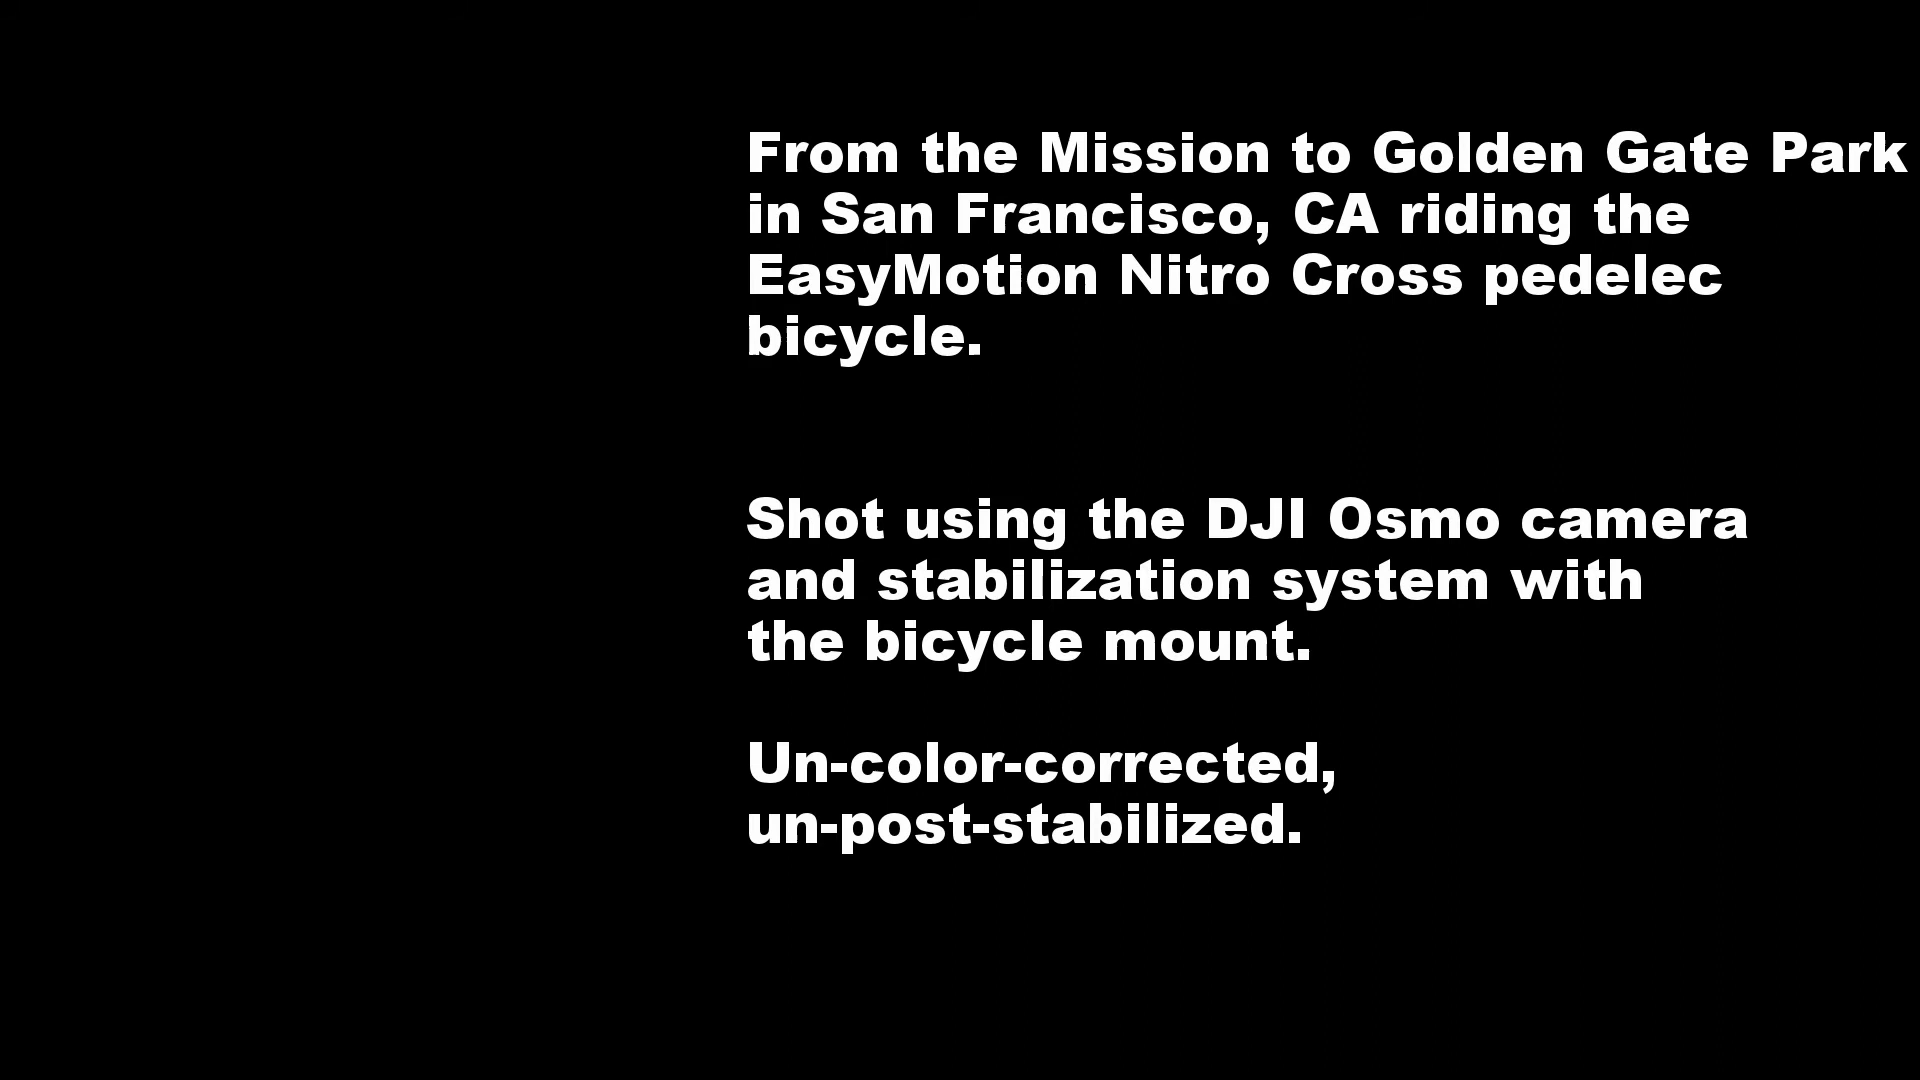 From the Mission to Golden Gate Park
in San Francisco, CA riding the
EasyMotion Nitro Cross pedelec
bicycle.
Shot using the DJI Osmo camera
and stabilization system with
the bicycle mount.
Un-color-corrected,
un-post-stabilized.